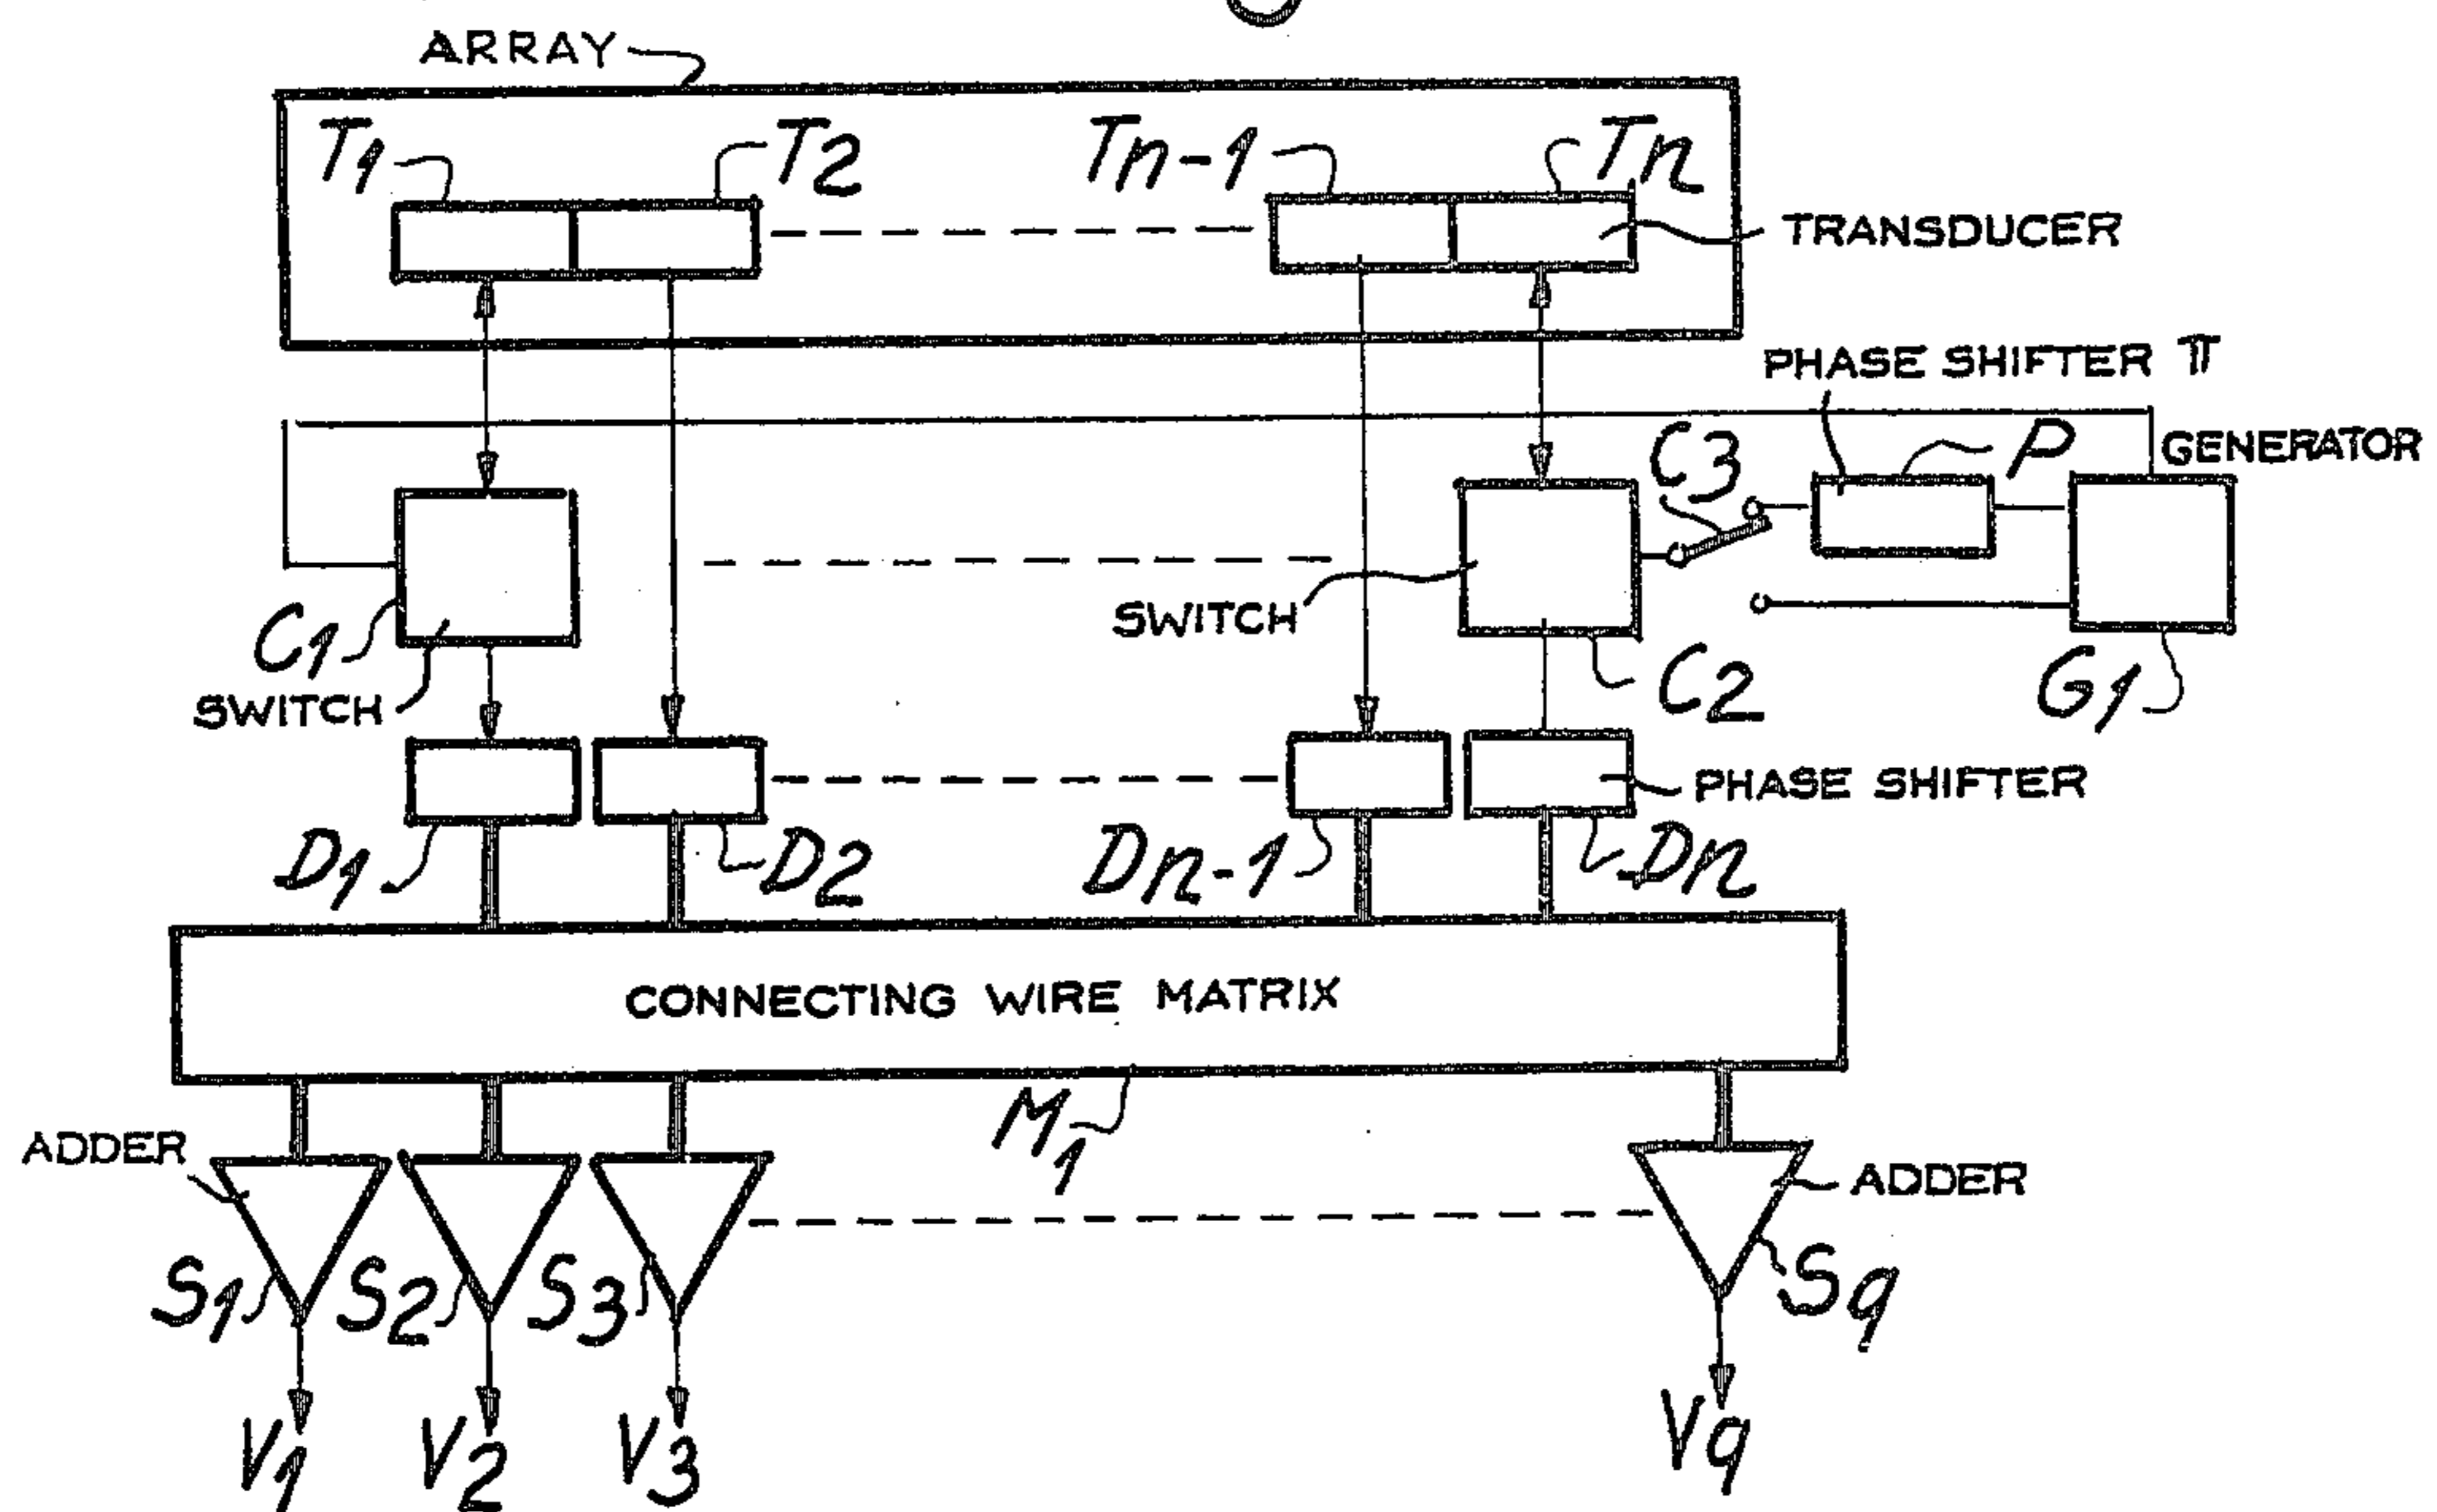 ARRAY
T1
T2
Tn-1
Tn
TRANSDUCER
PHASE SHIFTER π
C3
P
GENERATOR
C1
SWITCH
SWITCH
C2
G1
D1
D2
Dn-1
Dn
PHASE SHIFTER
CONNECTING WIRE MATRIX
M1
ADDER
ADDER
S1
S2
S3
Sq
V1
V2
V3
Vq